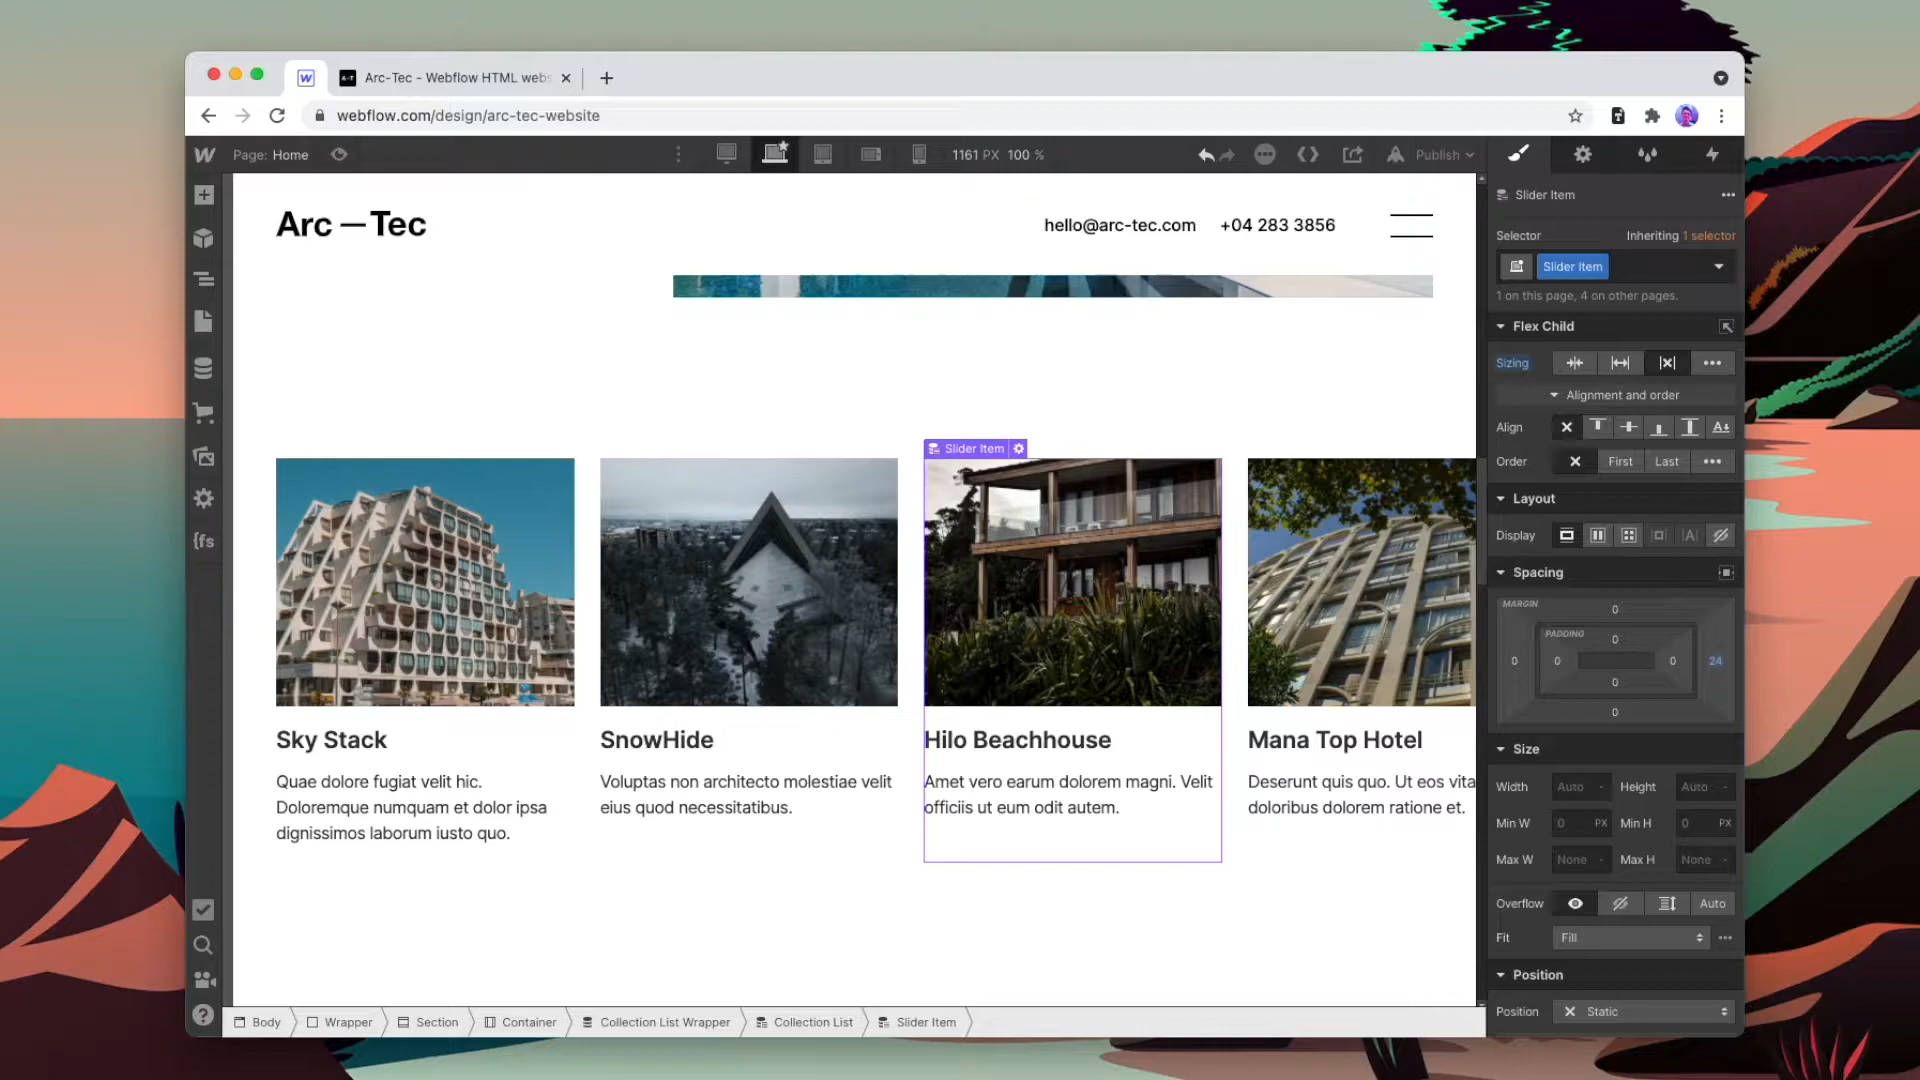 Arc-Tec - Webflow HTML webs
webflow.com/design/arc-tec-website
Page: Home
1161 PX 100 %
Publish
Arc — Tec
hello@arc-tec.com
+04 283 3856
Slider Item
Sky Stack
Quae dolore fugiat velit hic.
Doloremque numquam et dolor ipsa
dignissimos laborum iusto quo.
SnowHide
Voluptas non architecto molestiae velit
eius quod necessitatibus.
Hilo Beachhouse
Amet vero earum dolorem magni. Velit
officiis ut eum odit autem.
Mana Top Hotel
Deserunt quis quo. Ut eos vita
doloribus dolorem ratione et.
Body
Wrapper
Section
Container
Collection List Wrapper
Collection List
Slider Item
Slider Item
Selector
Inheriting 1 selector
Slider Item
1 on this page, 4 on other pages.
Flex Child
Sizing
Alignment and order
Align
Order
First
Last
Layout
Display
Spacing
MARGIN
0
PADDING
0
0
0
0
24
0
0
Size
Width
Auto -
Height
Auto -
Min W
0 PX
Min H
0 PX
Max W
None -
Max H
None -
Overflow
Auto
Fit
Fill
Position
Position
Static
{fs